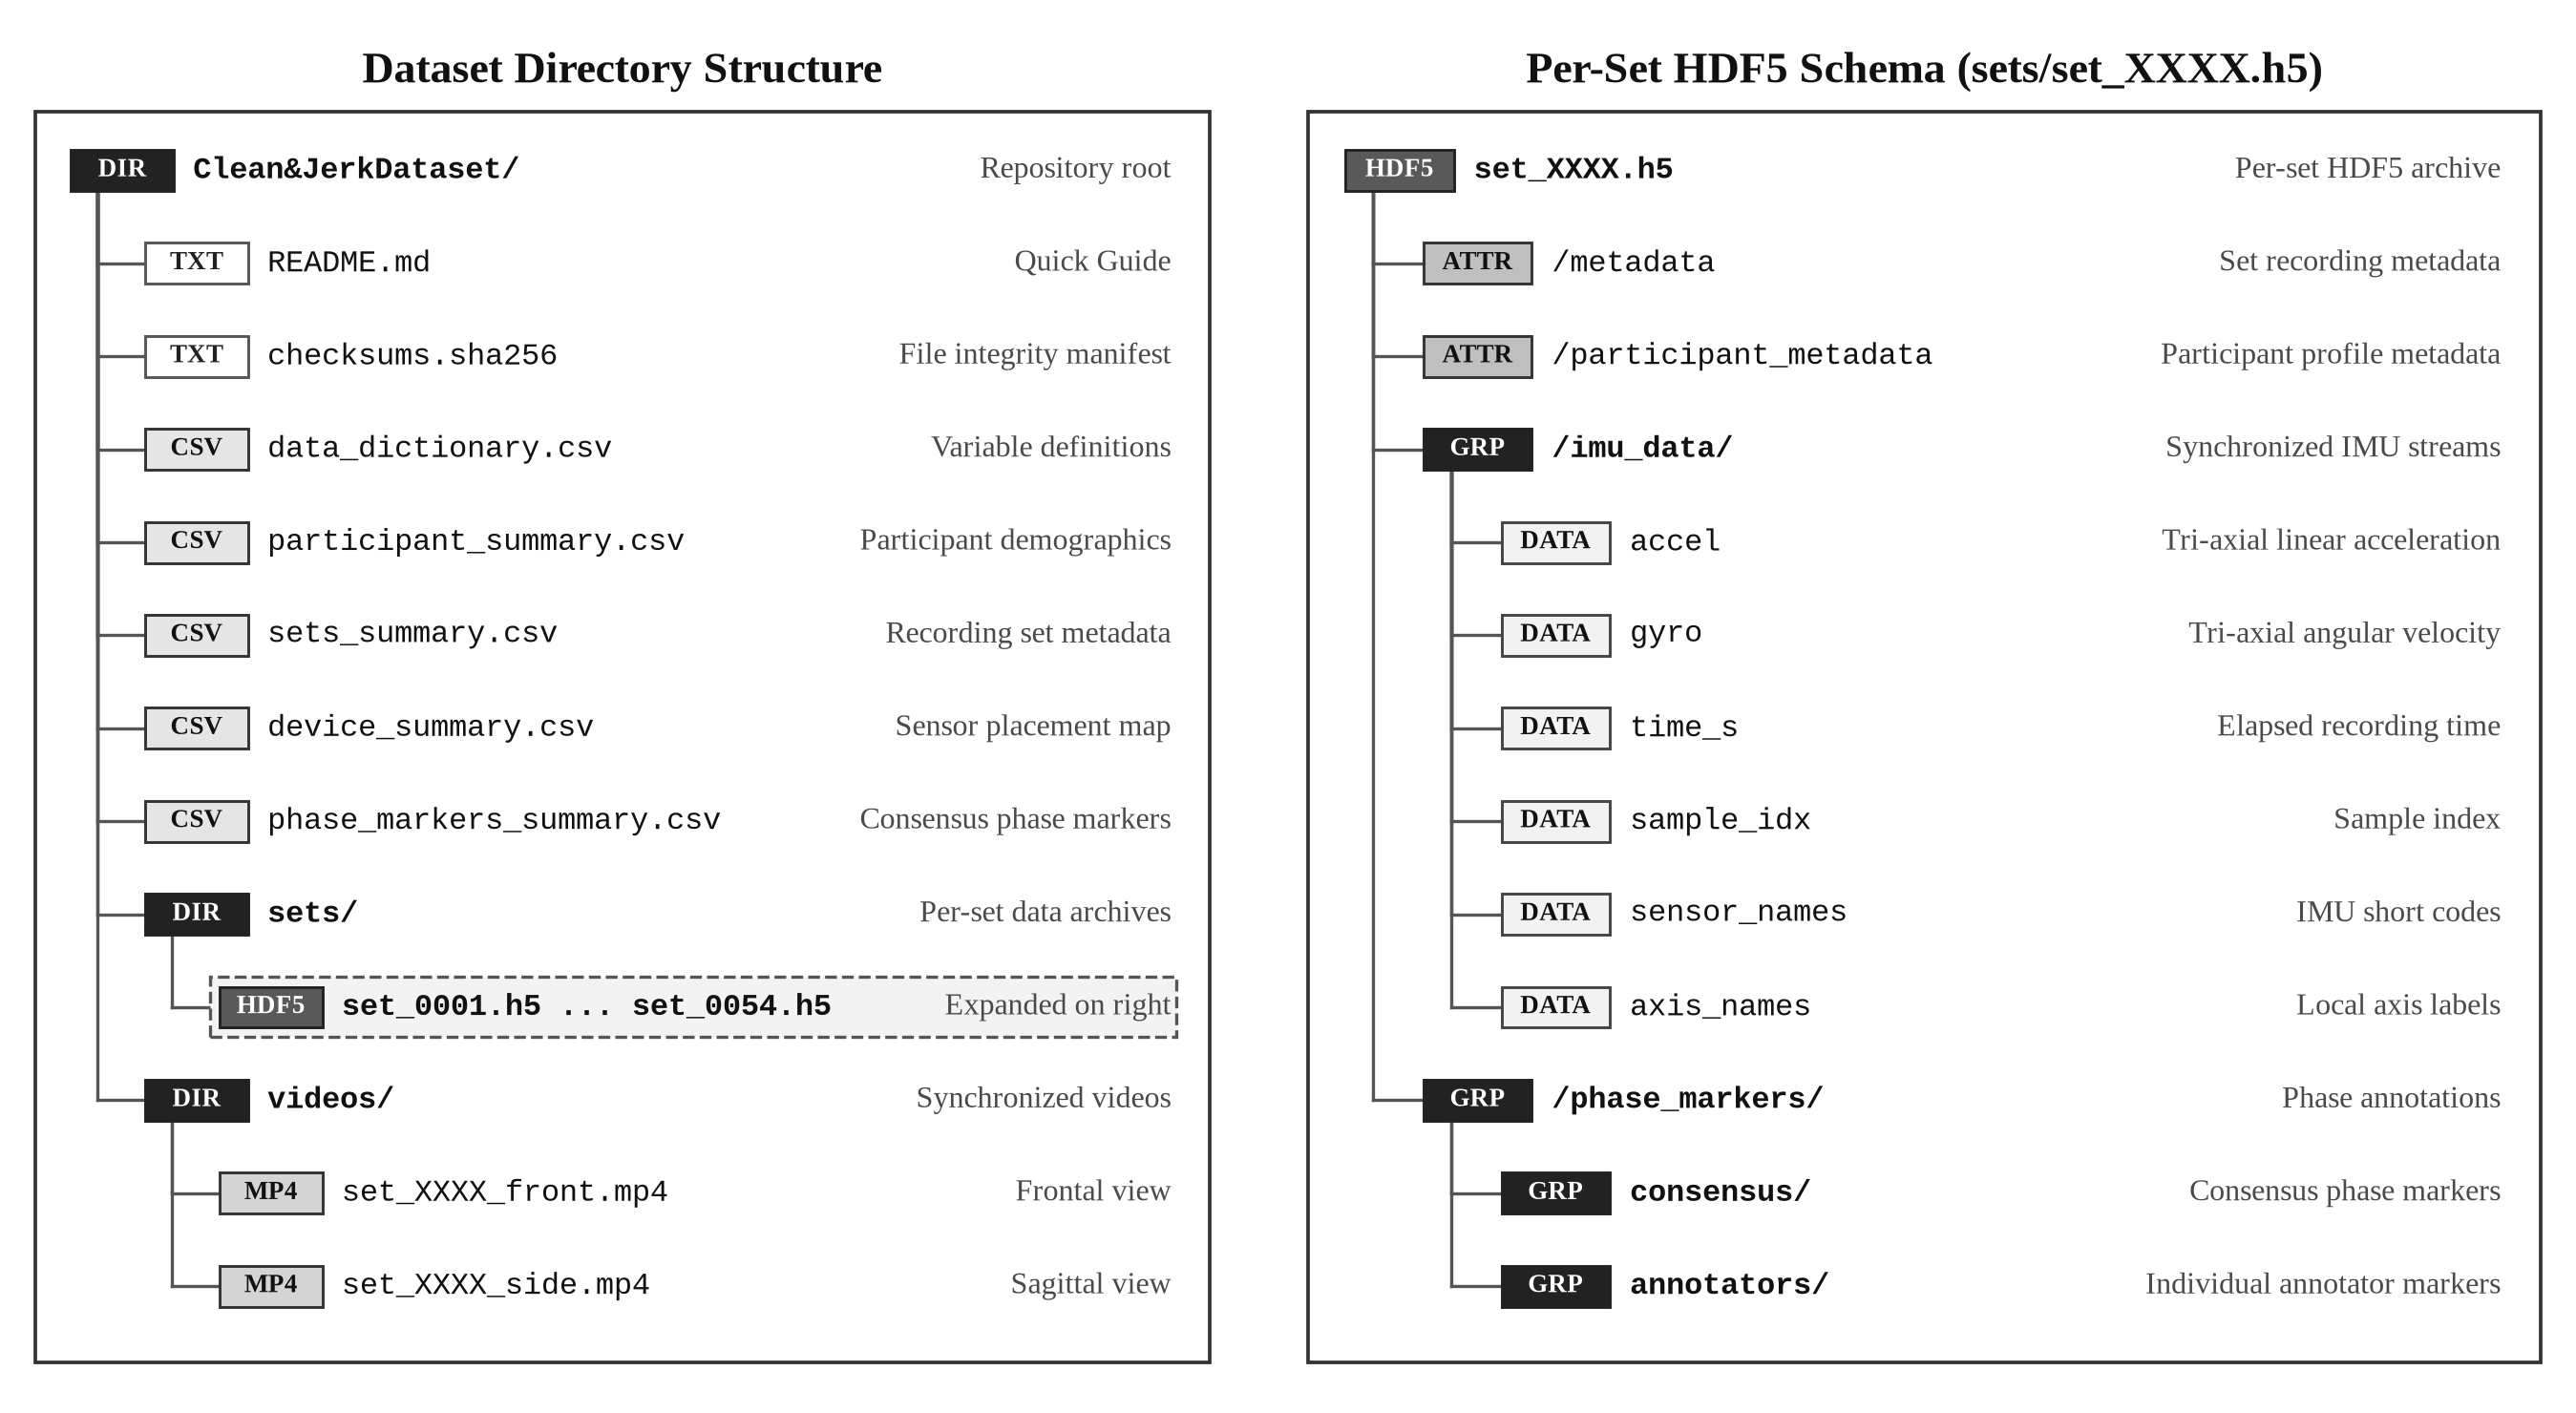 Dataset Directory Structure
DIR Clean&JerkDataset/ Repository root
TXT README.md Quick Guide
TXT checksums.sha256 File integrity manifest
CSV data_dictionary.csv Variable definitions
CSV participant_summary.csv Participant demographics
CSV sets_summary.csv Recording set metadata
CSV device_summary.csv Sensor placement map
CSV phase_markers_summary.csv Consensus phase markers
DIR sets/ Per-set data archives
HDF5 set_0001.h5 ... set_0054.h5 Expanded on right
DIR videos/ Synchronized videos
MP4 set_XXXX_front.mp4 Frontal view
MP4 set_XXXX_side.mp4 Sagittal view
Per-Set HDF5 Schema (sets/set_XXXX.h5)
HDF5 set_XXXX.h5 Per-set HDF5 archive
ATTR /metadata Set recording metadata
ATTR /participant_metadata Participant profile metadata
GRP /imu_data/ Synchronized IMU streams
DATA accel Tri-axial linear acceleration
DATA gyro Tri-axial angular velocity
DATA time_s Elapsed recording time
DATA sample_idx Sample index
DATA sensor_names IMU short codes
DATA axis_names Local axis labels
GRP /phase_markers/ Phase annotations
GRP consensus/ Consensus phase markers
GRP annotators/ Individual annotator markers